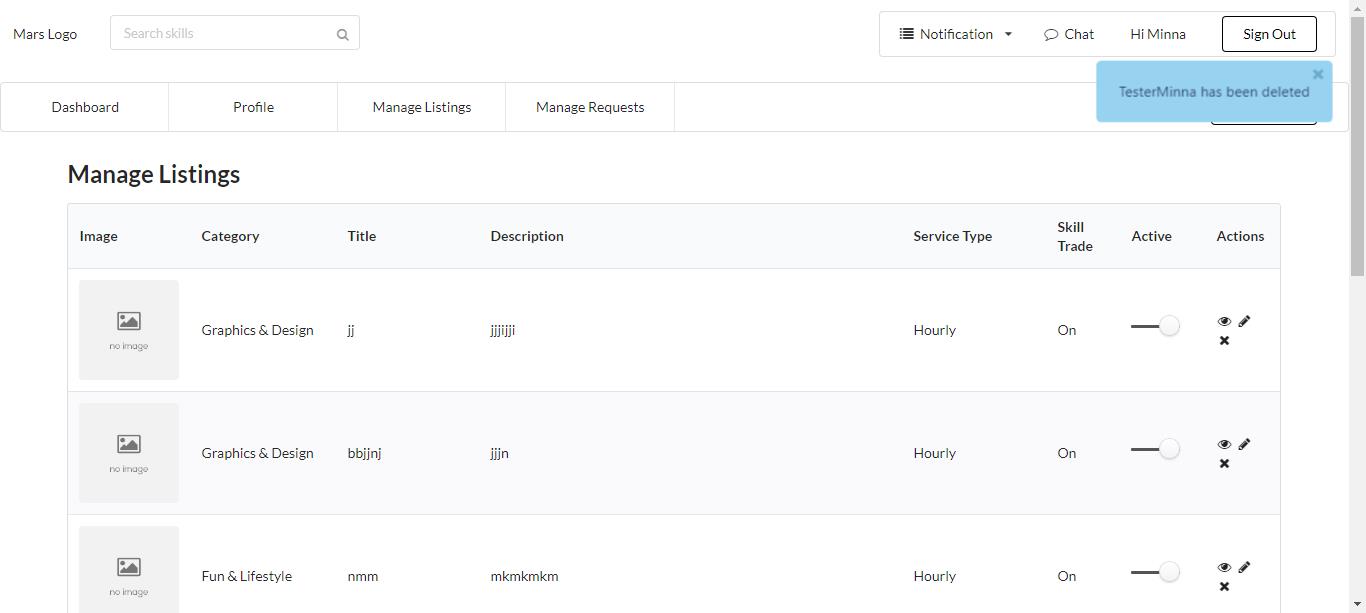 Mars Logo
Search skills
Notification
Chat
Hi Minna
Sign Out
TesterMinna has been deleted
Dashboard
Profile
Manage Listings
Manage Requests
Manage Listings
Image
Category
Title
Description
Service Type
Skill
Trade
Active
Actions
no image
Graphics & Design
jj
jjjijji
Hourly
On
no image
Graphics & Design
bbjjnj
jjjn
Hourly
On
no image
Fun & Lifestyle
nmm
mkmkmkm
Hourly
On